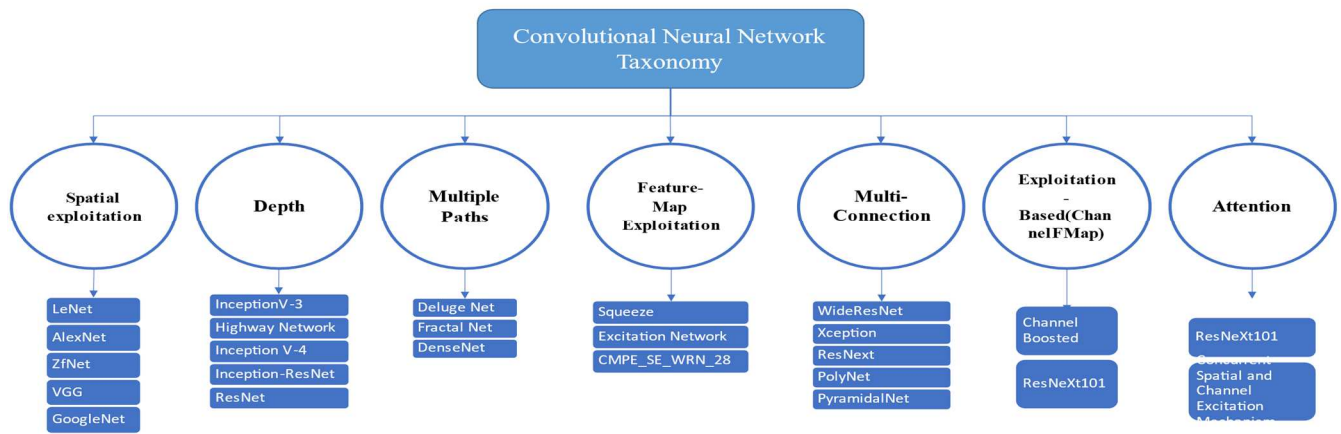 Convolutional Neural Network
Taxonomy
Spatial
exploitation
Depth
Multiple
Paths
Feature-
Map
Exploitation
Multi-
Connection
Exploitation
-
Based(Chan
nelFMap)
Attention
LeNet
AlexNet
ZfNet
VGG
GoogleNet
InceptionV-3
Highway Network
Inception V-4
Inception-ResNet
ResNet
Deluge Net
Fractal Net
DenseNet
Squeeze
Excitation Network
CMPE_SE_WRN_28
WideResNet
Xception
ResNext
PolyNet
PyramidalNet
Channel
Boosted
ResNeXt101
ResNeXt101
Concurrent
Spatial and
Channel
Excitation
Mechanism